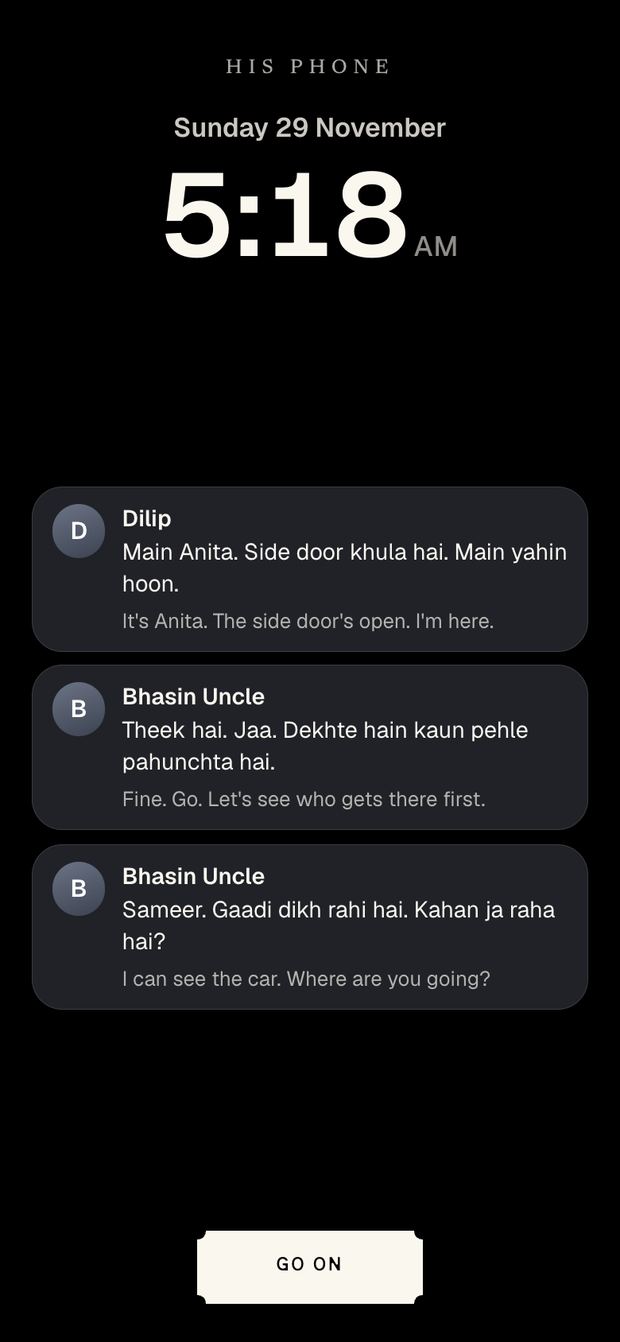 HIS PHONE
Sunday 29 November
5:18 AM
D
Dilip
Main Anita. Side door khula hai. Main yahin
hoon.
It's Anita. The side door's open. I'm here.
B
Bhasin Uncle
Theek hai. Jaa. Dekhte hain kaun pehle
pahunchta hai.
Fine. Go. Let's see who gets there first.
B
Bhasin Uncle
Sameer. Gaadi dikh rahi hai. Kahan ja raha
hai?
I can see the car. Where are you going?
GO ON